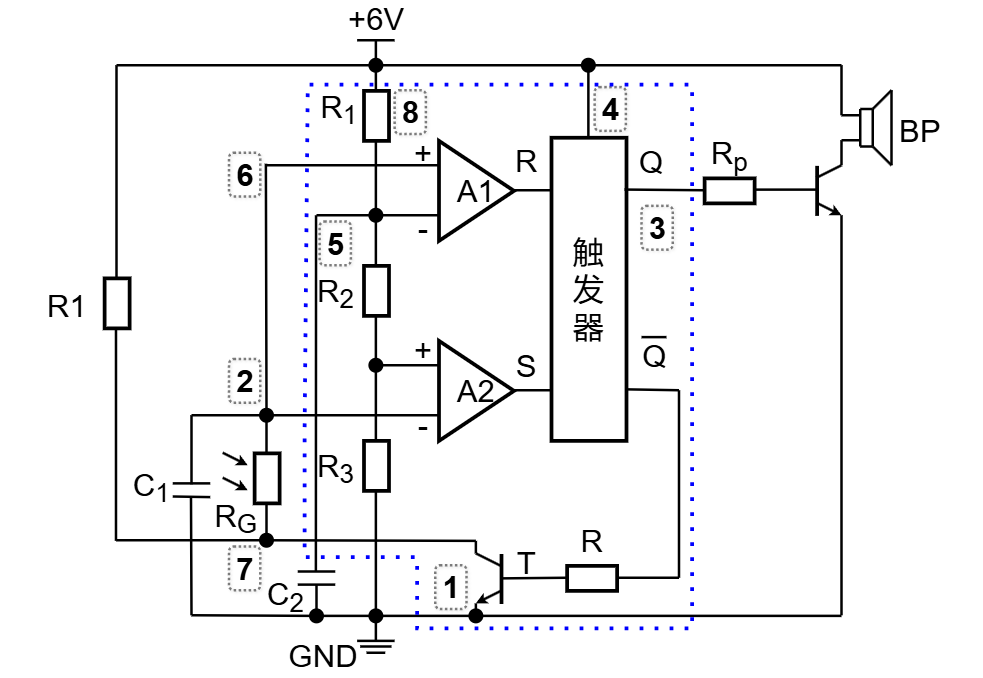 +6V
R1
8
4
BP
6
+
A1
R
Q
Rp
-
5
3
R1
R2
触
发
器
+
A2
S
Q̅
2
-
C1
RG
R3
7
C2
1
T
R
GND